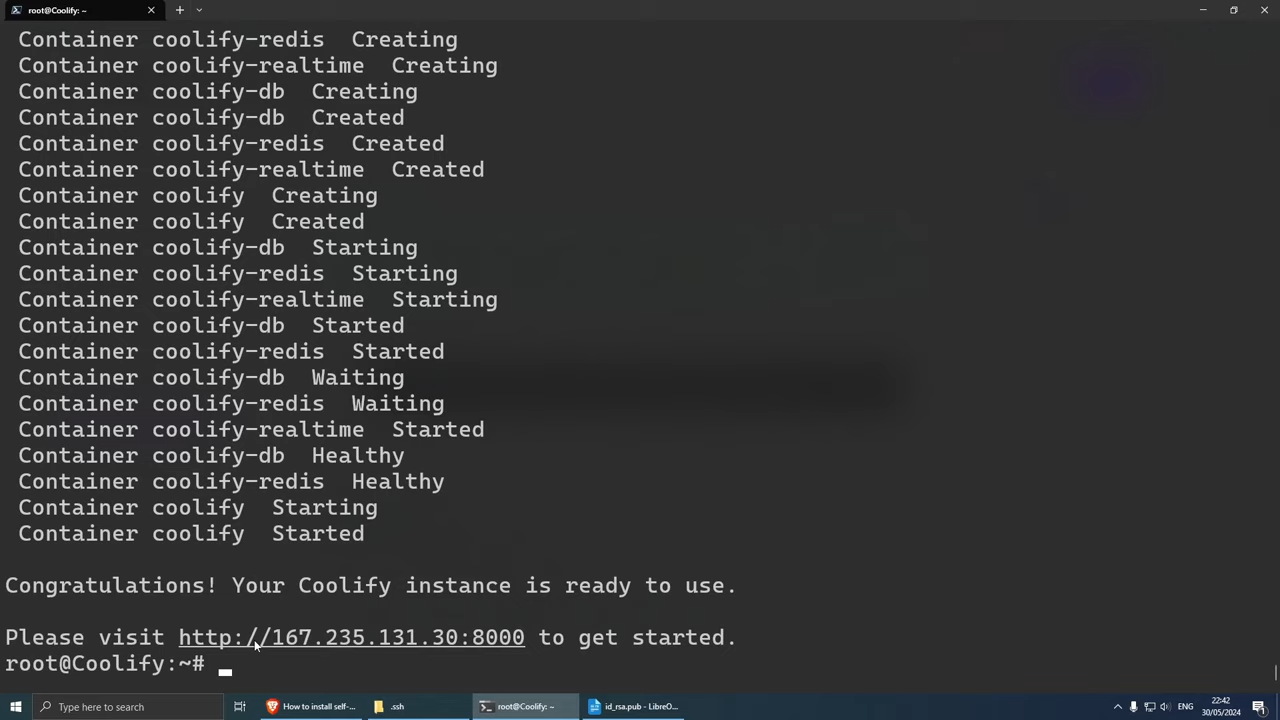 root@Coolify: ~
Container coolify-redis  Creating
Container coolify-realtime  Creating
Container coolify-db  Creating
Container coolify-db  Created
Container coolify-redis  Created
Container coolify-realtime  Created
Container coolify  Creating
Container coolify  Created
Container coolify-db  Starting
Container coolify-redis  Starting
Container coolify-realtime  Starting
Container coolify-db  Started
Container coolify-redis  Started
Container coolify-db  Waiting
Container coolify-redis  Waiting
Container coolify-realtime  Started
Container coolify-db  Healthy
Container coolify-redis  Healthy
Container coolify  Starting
Container coolify  Started
Congratulations! Your Coolify instance is ready to use.
Please visit http://167.235.131.30:8000 to get started.
root@Coolify:~#
Type here to search
How to install self-...
.ssh
root@Coolify: ~
id_rsa.pub - LibreO...
ENG
22:42
30/05/2024